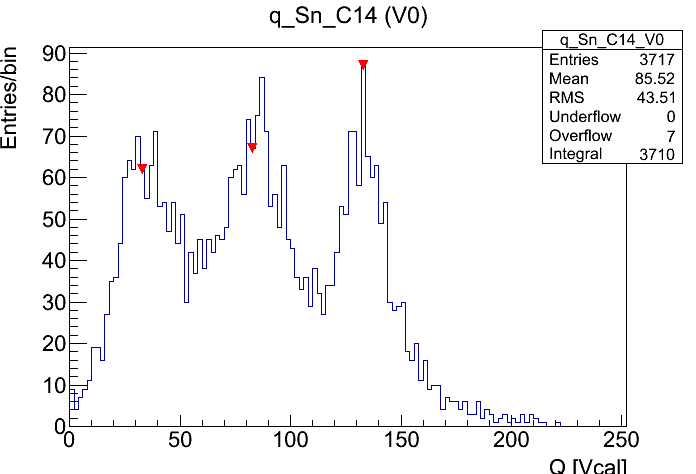 q_Sn_C14 (V0)
q_Sn_C14_V0
Entries 3717
Mean 85.52
RMS 43.51
Underflow 0
Overflow 7
Integral 3710
Entries/bin
90
80
70
60
50
40
30
20
10
0
0 50 100 150 200 250
Q [Vcal]